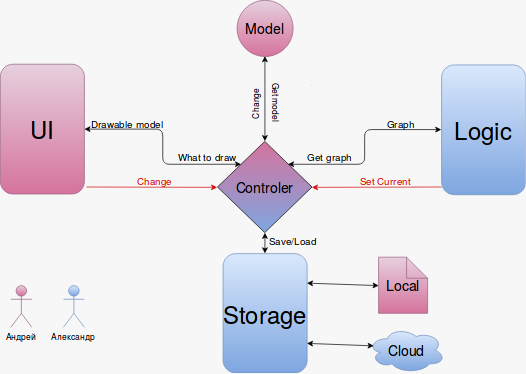 Model
Change
Get model
UI
Drawable model
What to draw
Graph
Get graph
Logic
Change
Controler
Set Current
Save/Load
Storage
Local
Cloud
Андрей
Александр